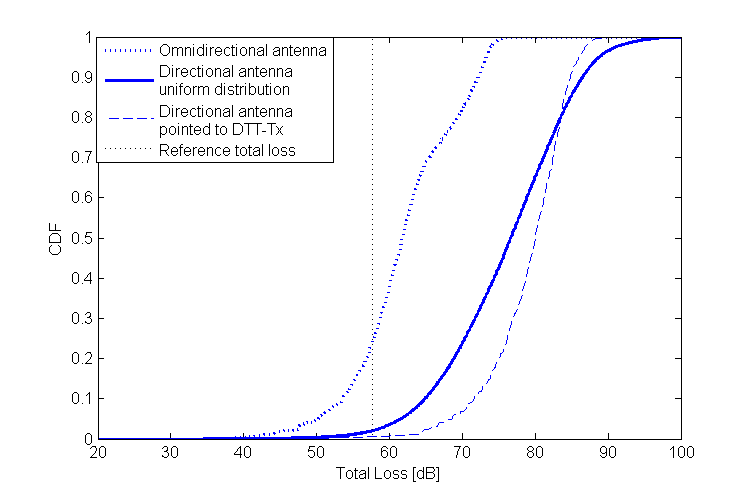 Omnidirectional antenna
Directional antenna
uniform distribution
Directional antenna
pointed to DTT-Tx
Reference total loss
1
0.9
0.8
0.7
0.6
0.5
0.4
0.3
0.2
0.1
0
CDF
20
30
40
50
60
70
80
90
100
Total Loss [dB]